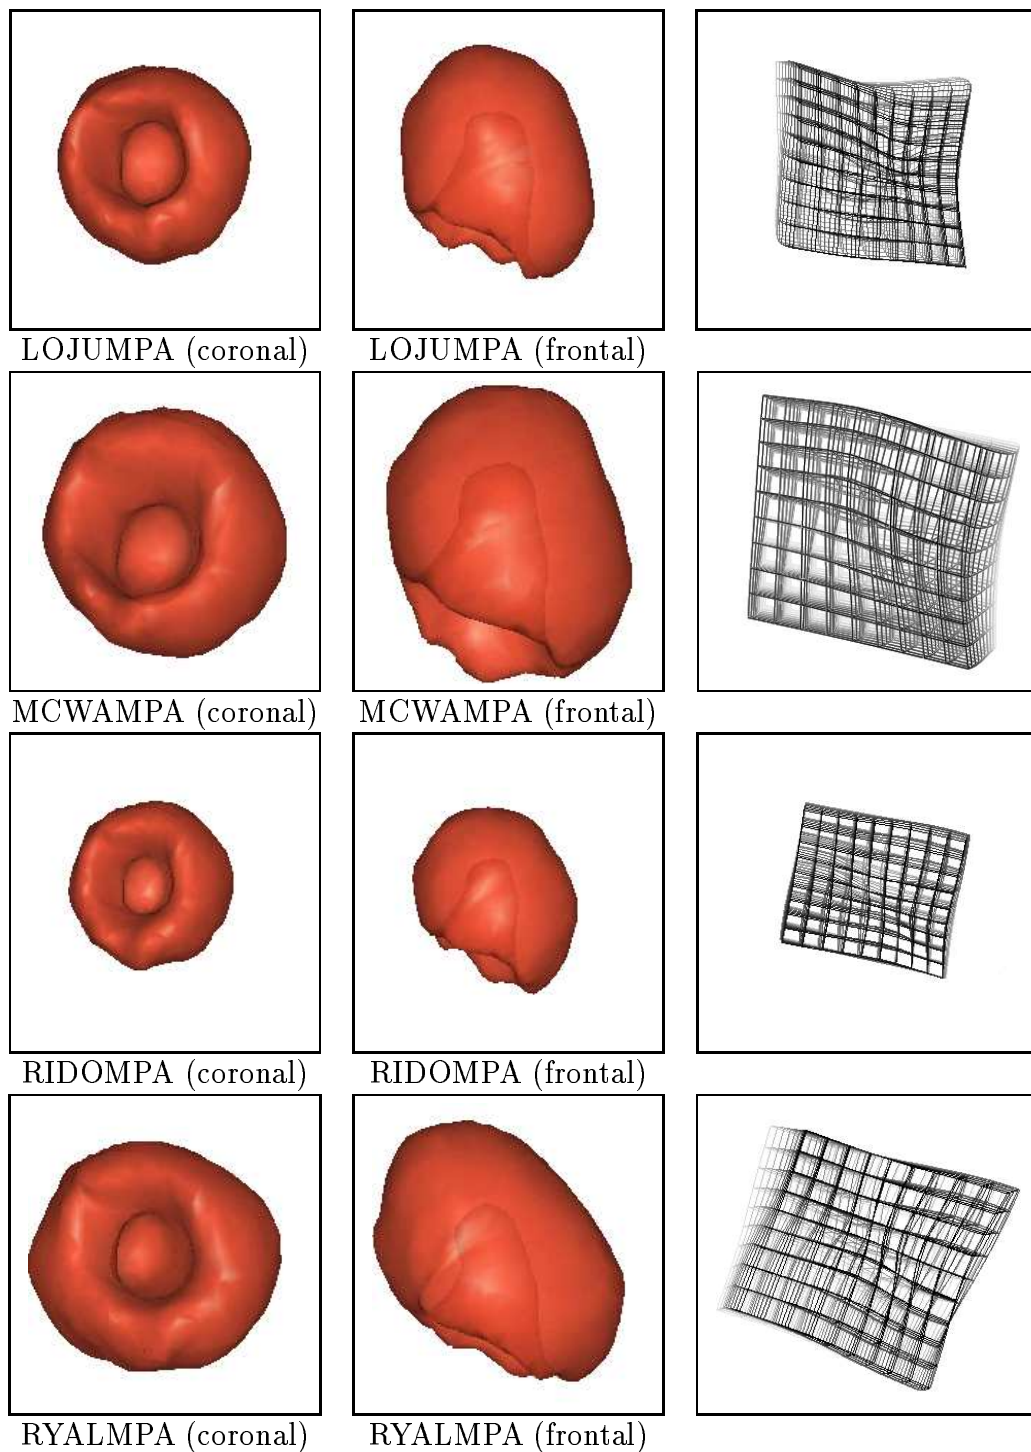 LOJUMPA (coronal) LOJUMPA (frontal)
MCWAMPA (coronal) MCWAMPA (frontal)
RIDOMPA (coronal) RIDOMPA (frontal)
RYALMPA (coronal) RYALMPA (frontal)